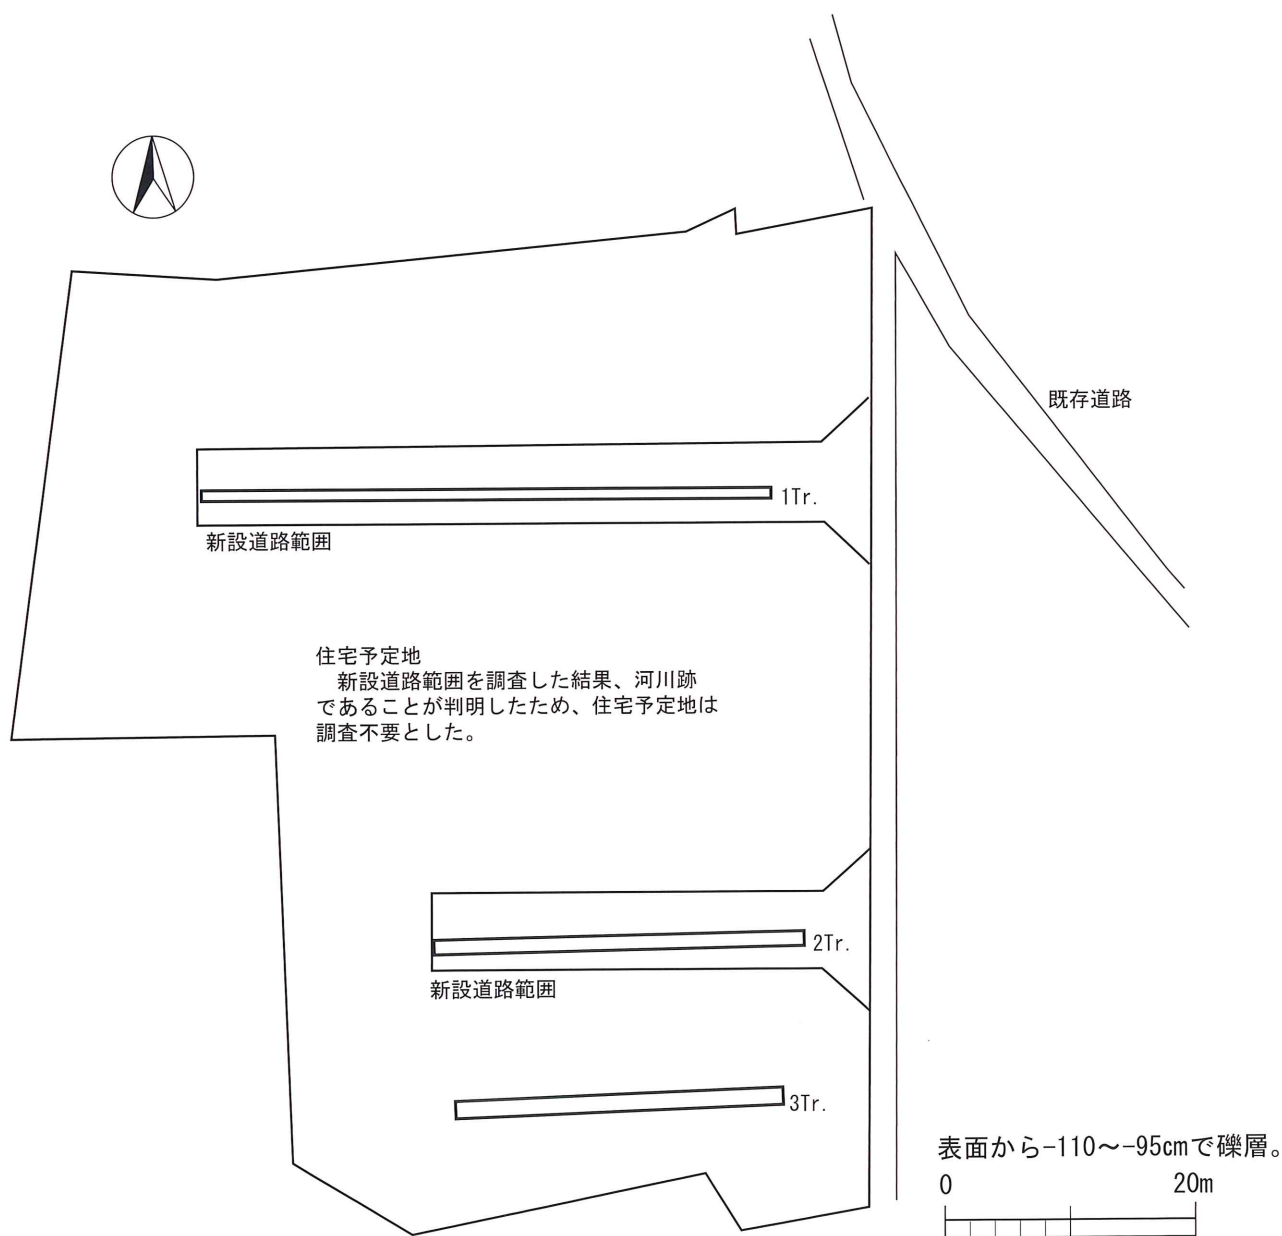 既存道路
1Tr.
新設道路範囲
住宅予定地
　新設道路範囲を調査した結果、河川跡
であることが判明したため、住宅予定地は
調査不要とした。
2Tr.
新設道路範囲
3Tr.
表面から-110～-95cmで礫層。
0 20m